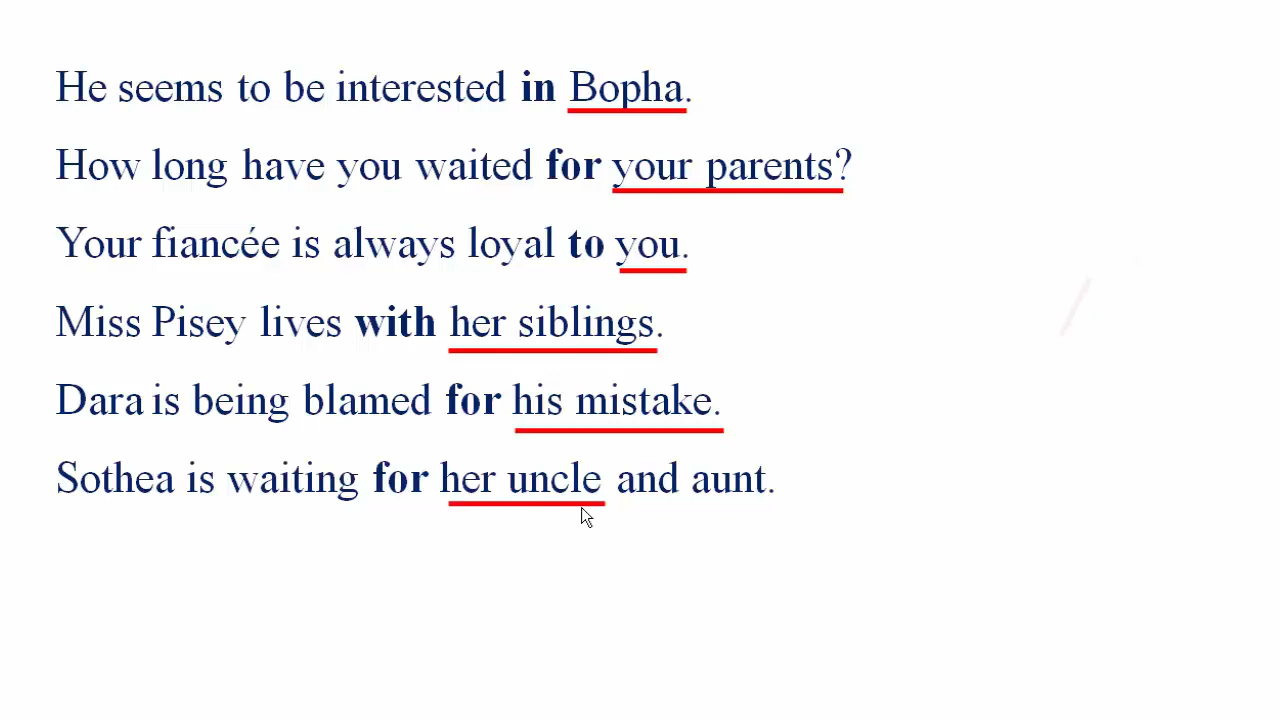 He seems to be interested in Bopha.
How long have you waited for your parents?
Your fiancée is always loyal to you.
Miss Pisey lives with her siblings.
Dara is being blamed for his mistake.
Sothea is waiting for her uncle and aunt.